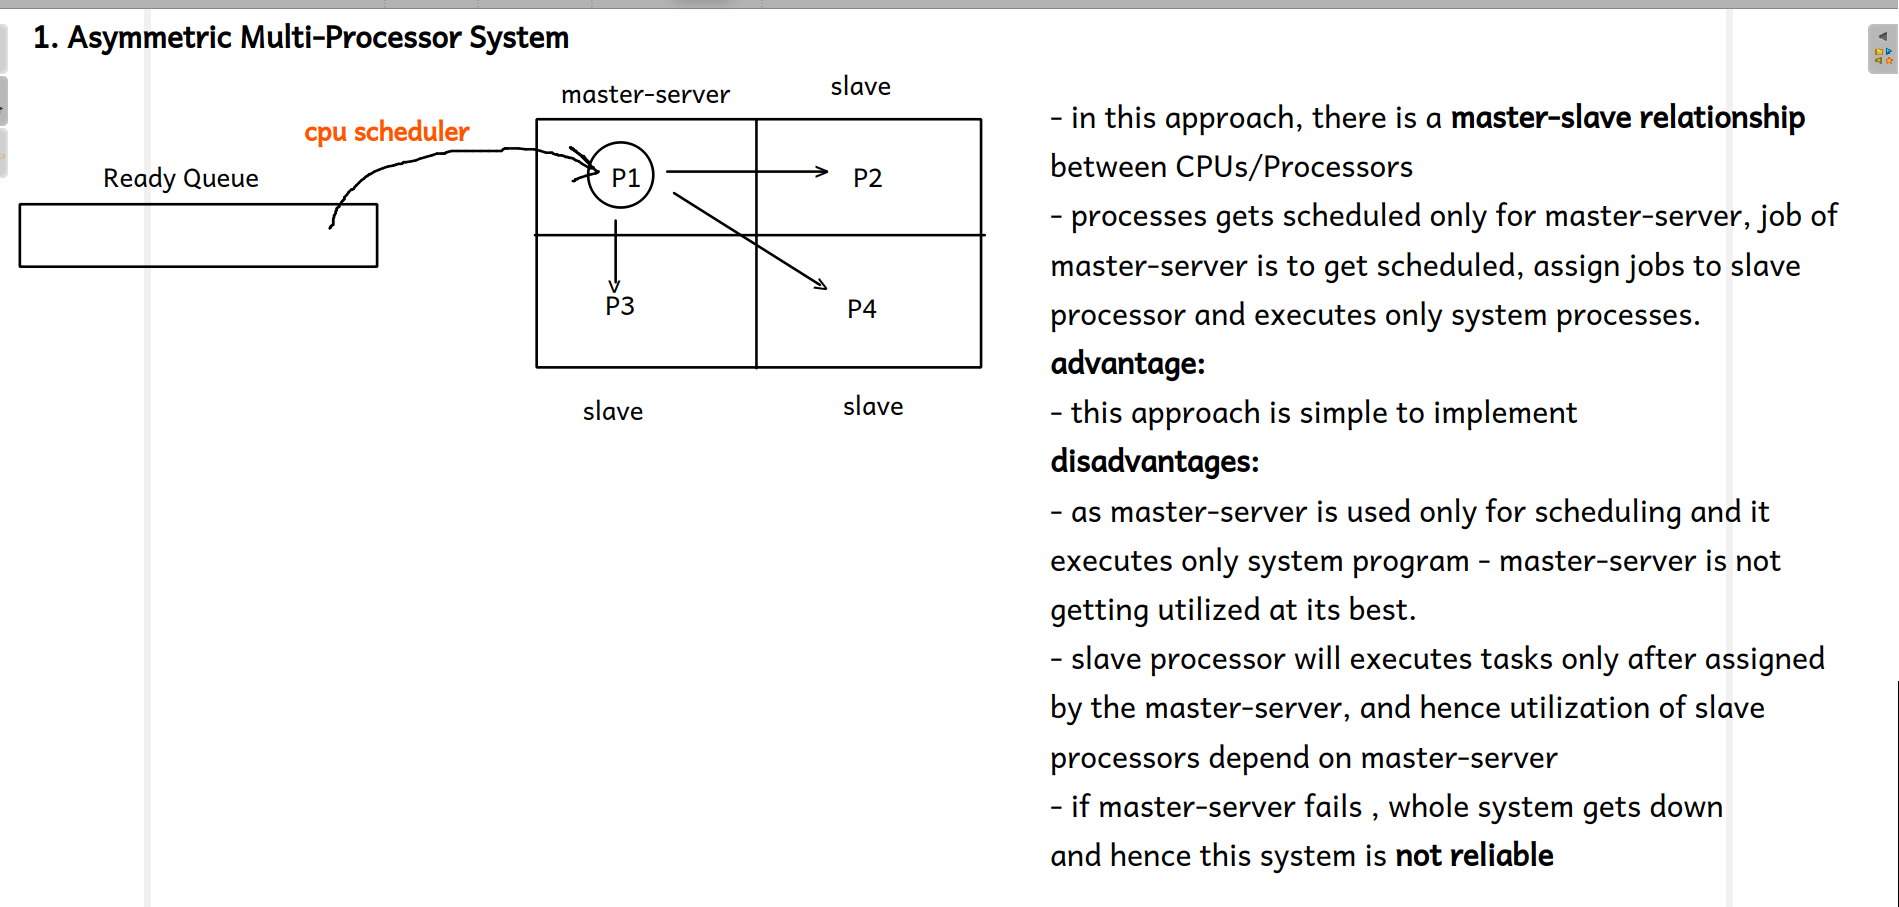 1. Asymmetric Multi-Processor System
master-server
slave
cpu scheduler
Ready Queue
P1
P2
P3
P4
slave
slave
- in this approach, there is a master-slave relationship
between CPUs/Processors
- processes gets scheduled only for master-server, job of
master-server is to get scheduled, assign jobs to slave
processor and executes only system processes.
advantage:
- this approach is simple to implement
disadvantages:
- as master-server is used only for scheduling and it
executes only system program - master-server is not
getting utilized at its best.
- slave processor will executes tasks only after assigned
by the master-server, and hence utilization of slave
processors depend on master-server
- if master-server fails , whole system gets down
and hence this system is not reliable